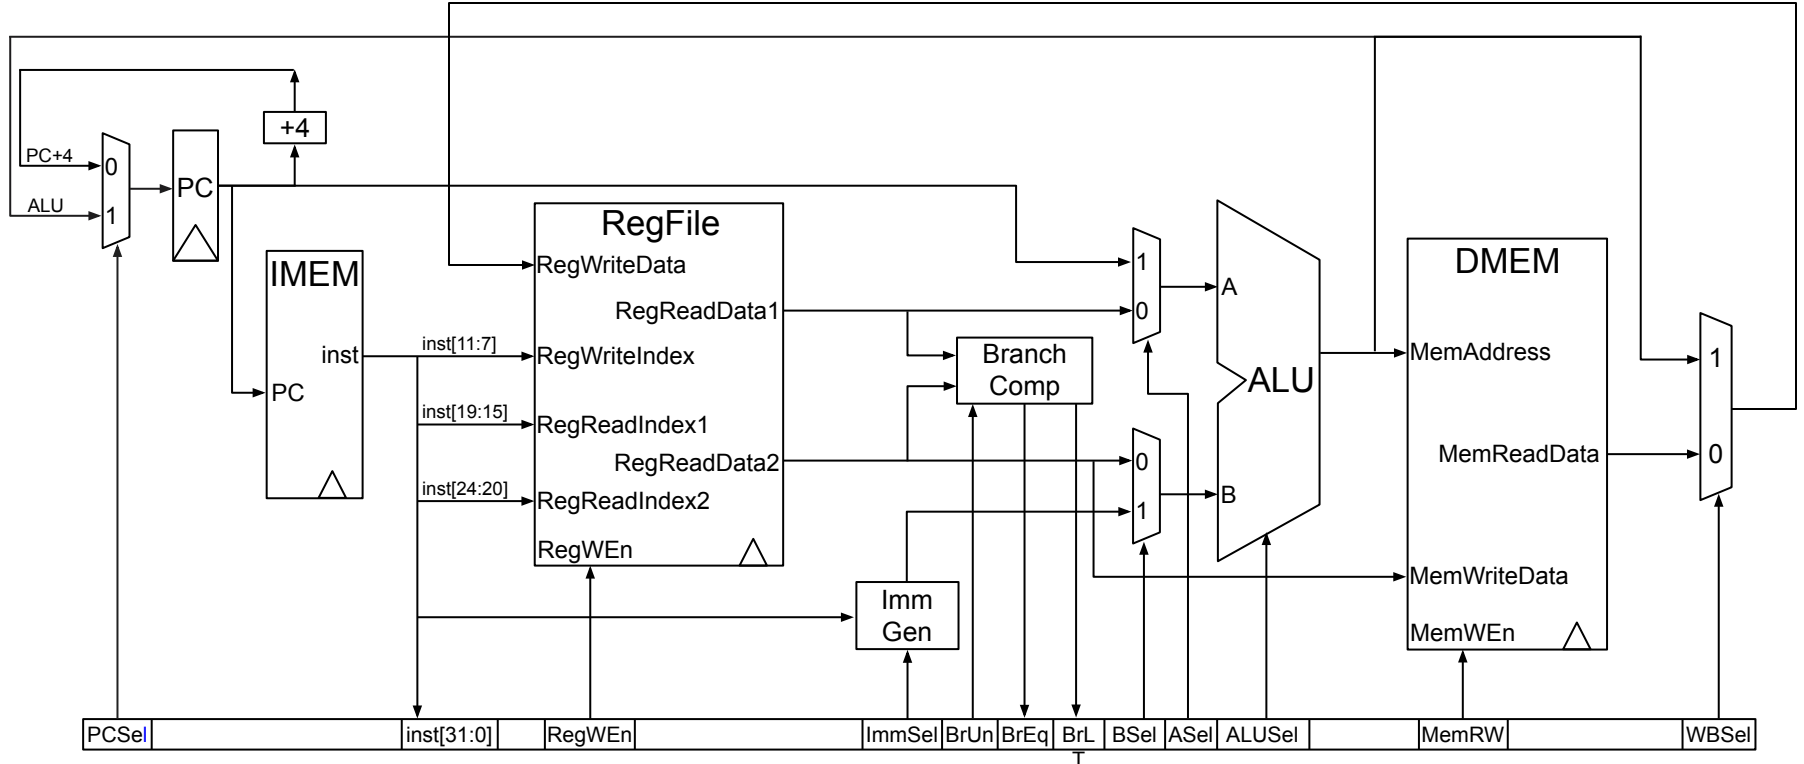 +4
PC+4
0
PC
ALU
1
RegFile
IMEM
DMEM
RegWriteData
1
A
RegReadData1
0
inst
inst[11:7]
RegWriteIndex
Branch
Comp
MemAddress
1
PC
ALU
inst[19:15]
RegReadIndex1
RegReadData2
0
MemReadData
0
inst[24:20]
RegReadIndex2
B
1
RegWEn
Imm
Gen
MemWriteData
MemWEn
PCSel
inst[31:0]
RegWEn
ImmSel
BrUn
BrEq
BrL
T
BSel
ASel
ALUSel
MemRW
WBSel